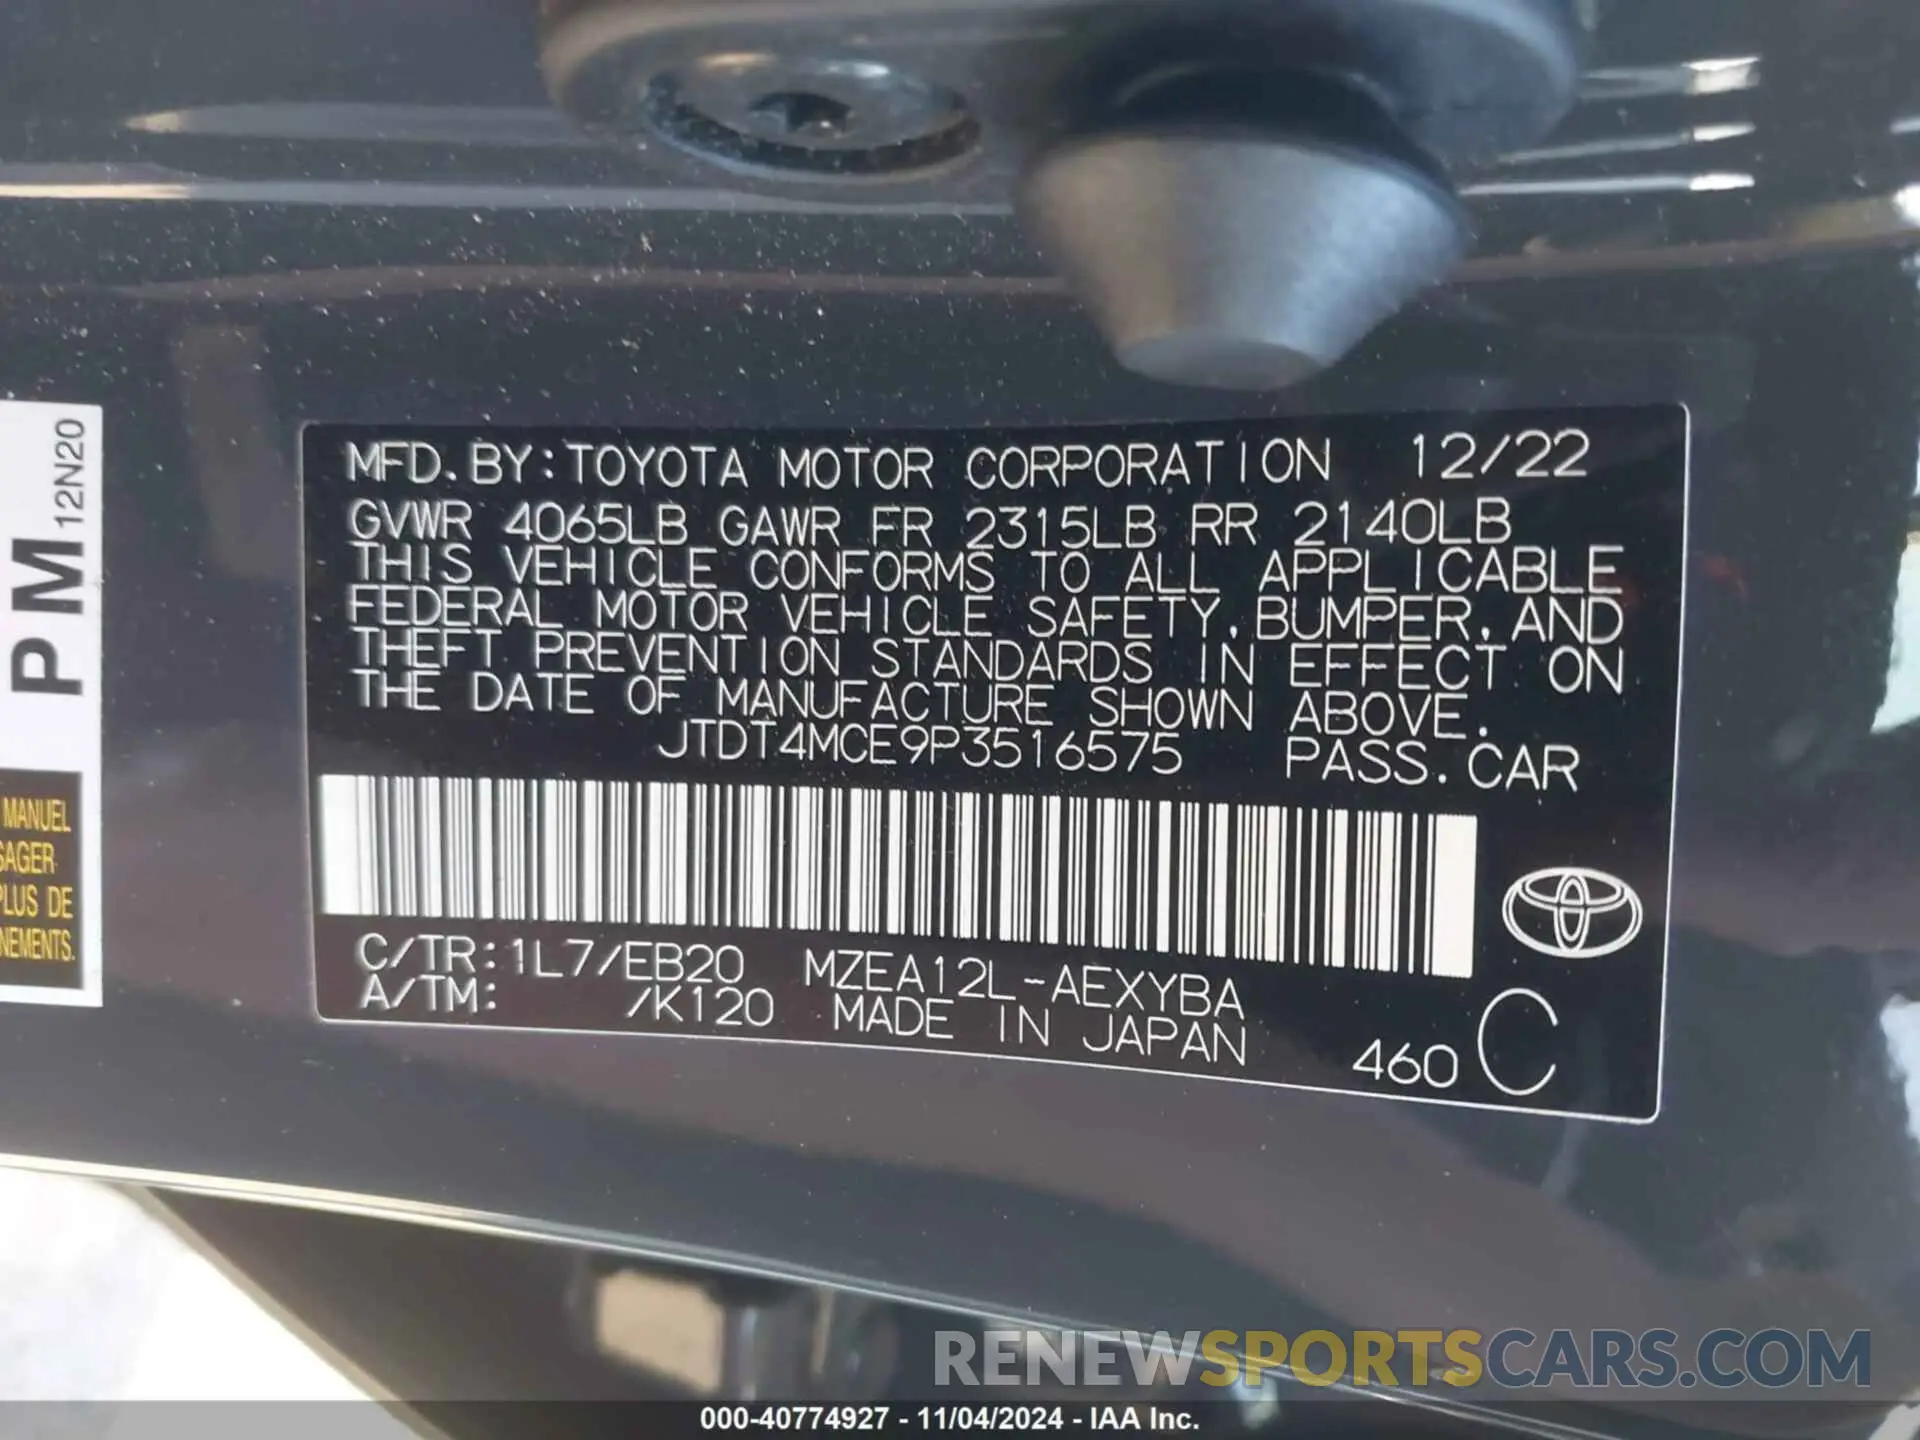 PM 12N20
MANUEL
SAGER
PLUS DE
NEMENTS.
MFD. BY: TOYOTA MOTOR CORPORATION 12/22
GVWR 4065LB GAWR FR 2315LB RR 2140LB
THIS VEHICLE CONFORMS TO ALL APPLICABLE
FEDERAL MOTOR VEHICLE SAFETY, BUMPER, AND
THEFT PREVENTION STANDARDS IN EFFECT ON
THE DATE OF MANUFACTURE SHOWN ABOVE.
JTDT4MCE9P3516575 PASS. CAR
C/TR: 1L7/EB20 MZEA12L-AEXYBA
A/TM: /K120 MADE IN JAPAN
460 C
RENEWSPORTSCARS.COM
000-40774927 - 11/04/2024 - IAA Inc.